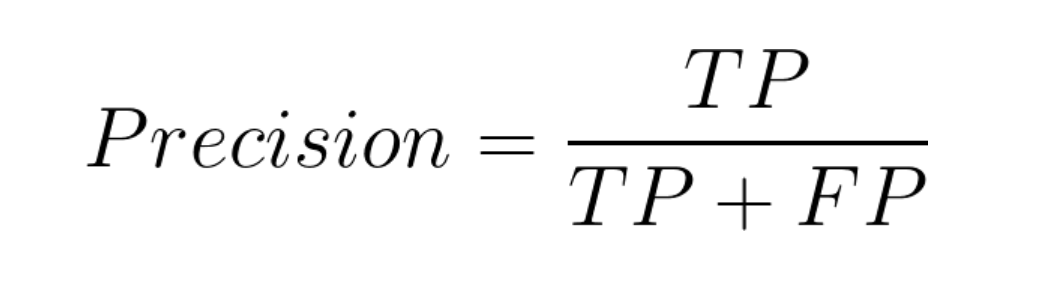 Precision = TP / TP + FP